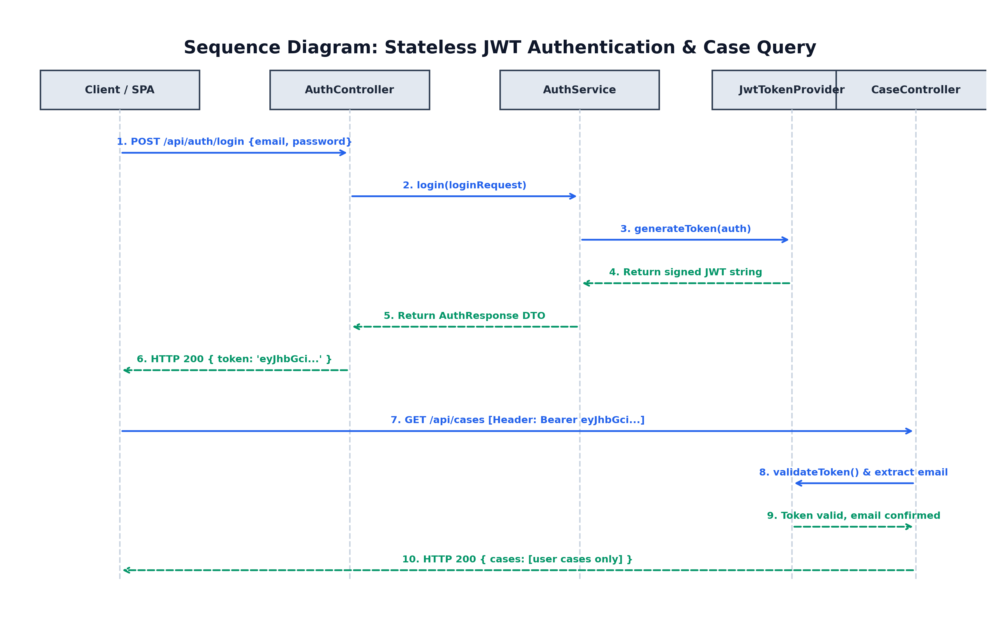 Sequence Diagram: Stateless JWT Authentication & Case Query
Client / SPA
AuthController
AuthService
JwtTokenProvider
CaseController
1. POST /api/auth/login {email, password}
2. login(loginRequest)
3. generateToken(auth)
4. Return signed JWT string
5. Return AuthResponse DTO
6. HTTP 200 { token: 'eyJhbGci...' }
7. GET /api/cases [Header: Bearer eyJhbGci...]
8. validateToken() & extract email
9. Token valid, email confirmed
10. HTTP 200 { cases: [user cases only] }